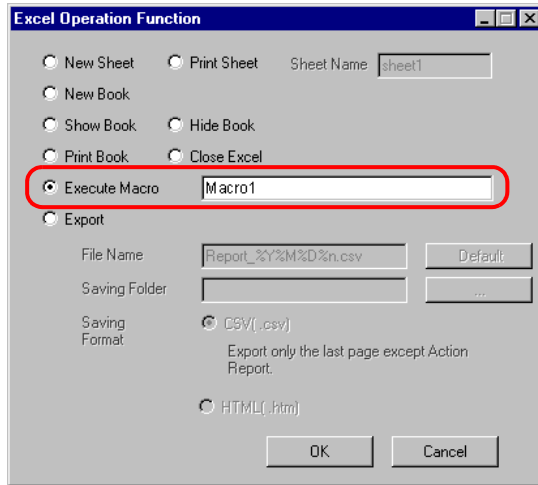 Excel Operation Function
New Sheet Print Sheet Sheet Name sheet1
New Book
Show Book Hide Book
Print Book Close Excel
Execute Macro Macro1
Export
File Name Report_%Y%M%D%n.csv Default
Saving Folder ...
Saving Format CSV(.csv)
Export only the last page except Action
Report.
HTML(.htm)
OK Cancel